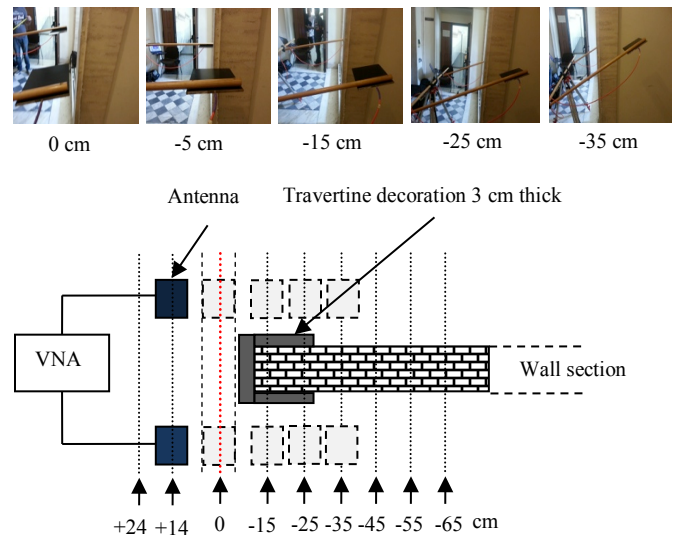 0 cm -5 cm -15 cm -25 cm -35 cm
Antenna Travertine decoration 3 cm thick
VNA
Wall section
+24 +14 0 -15 -25 -35 -45 -55 -65 cm